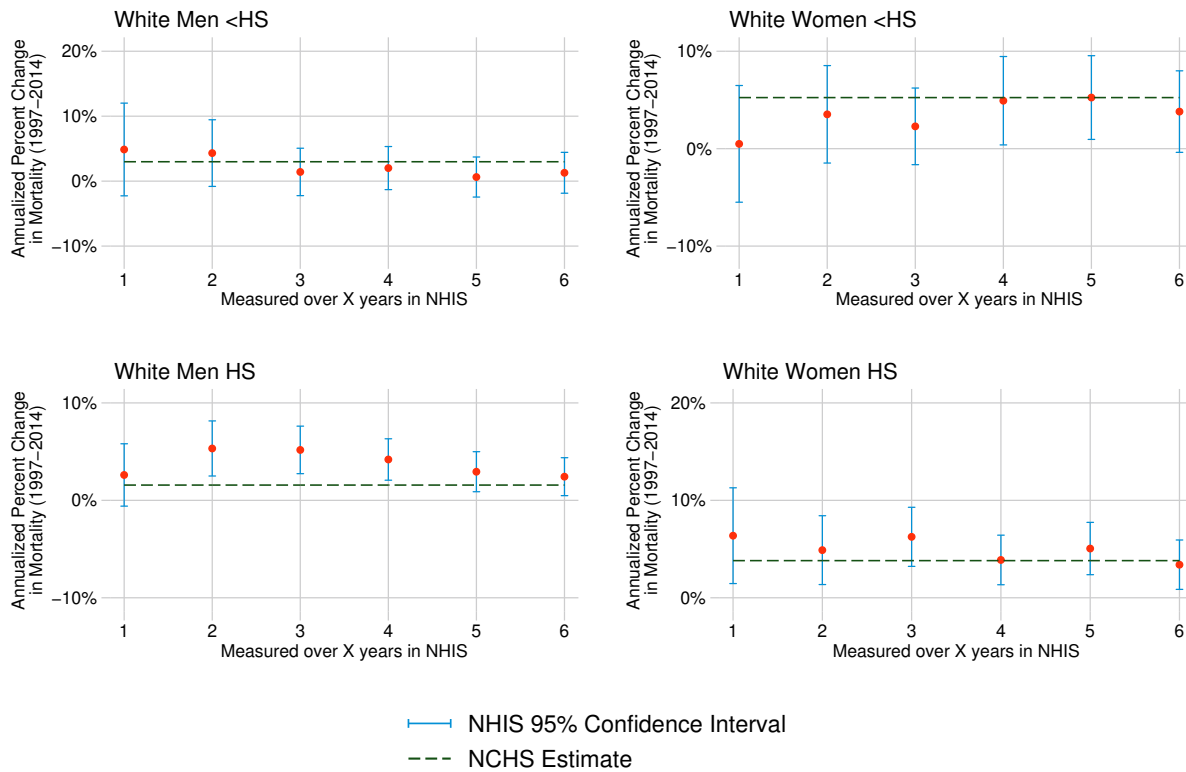 White Men <HS
Annualized Percent Change
in Mortality (1997−2014)
20%
10%
0%
−10%
1 2 3 4 5 6
Measured over X years in NHIS
White Women <HS
Annualized Percent Change
in Mortality (1997−2014)
10%
0%
−10%
1 2 3 4 5 6
Measured over X years in NHIS
White Men HS
Annualized Percent Change
in Mortality (1997−2014)
10%
0%
−10%
1 2 3 4 5 6
Measured over X years in NHIS
White Women HS
Annualized Percent Change
in Mortality (1997−2014)
20%
10%
0%
1 2 3 4 5 6
Measured over X years in NHIS
NHIS 95% Confidence Interval
NCHS Estimate